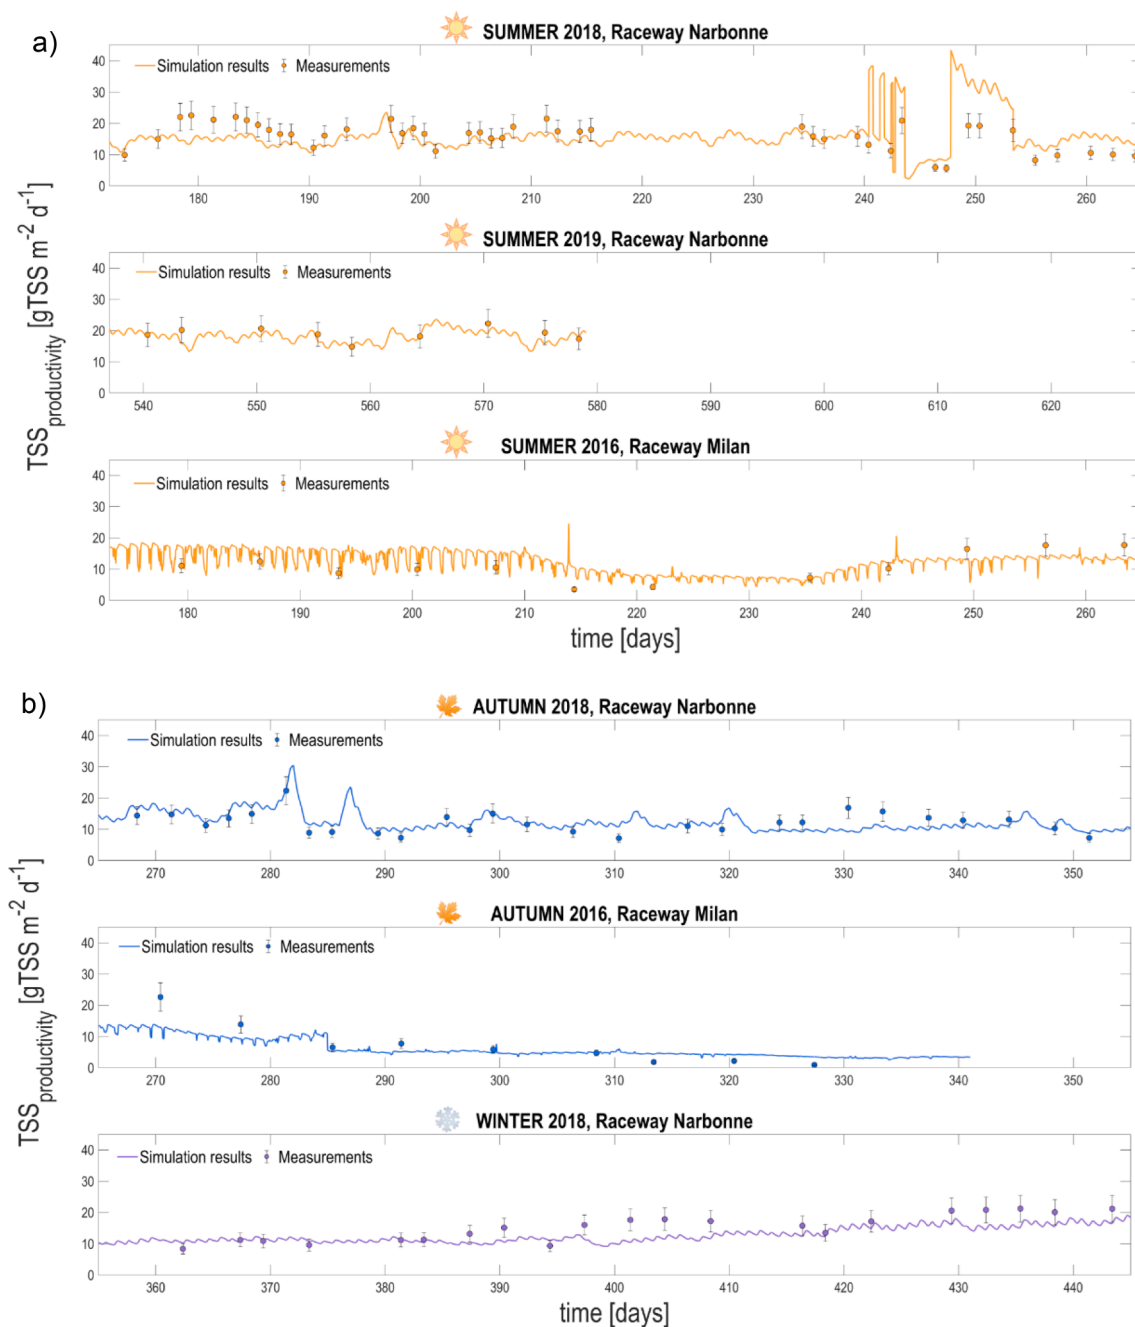 a)
SUMMER 2018, Raceway Narbonne
Simulation results Measurements
40
30
20
10
0
180 190 200 210 220 230 240 250 260
SUMMER 2019, Raceway Narbonne
Simulation results Measurements
40
30
20
10
0
540 550 560 570 580 590 600 610 620
SUMMER 2016, Raceway Milan
Simulation results Measurements
40
30
20
10
0
180 190 200 210 220 230 240 250 260
TSSproductivity [gTSS m-2 d-1]
time [days]
b)
AUTUMN 2018, Raceway Narbonne
Simulation results Measurements
40
30
20
10
0
270 280 290 300 310 320 330 340 350
AUTUMN 2016, Raceway Milan
Simulation results Measurements
40
30
20
10
0
270 280 290 300 310 320 330 340 350
WINTER 2018, Raceway Narbonne
Simulation results Measurements
40
30
20
10
0
360 370 380 390 400 410 420 430 440
TSSproductivity [gTSS m-2 d-1]
time [days]